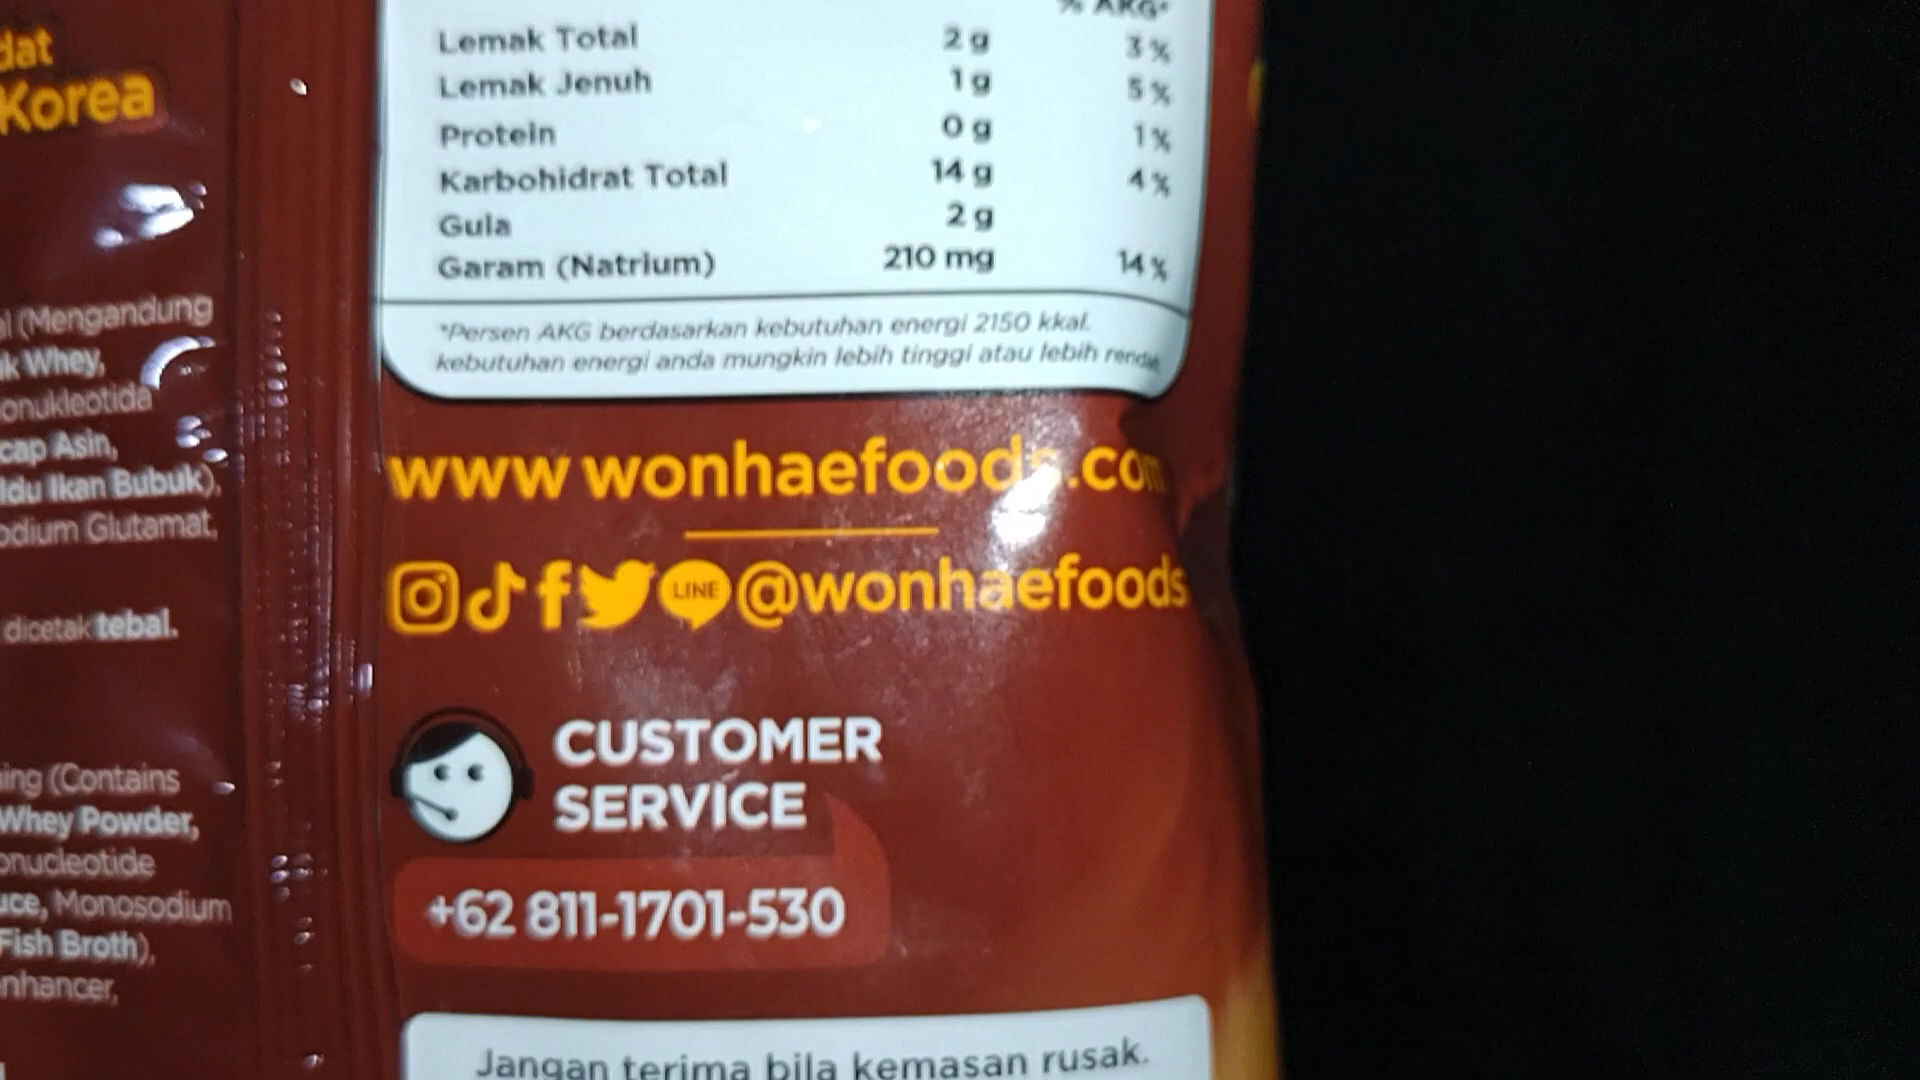 dat
Korea
(Mengandung
Whey,
onukleotida
cap Asin,
Ikan Bubuk),
odium Glutamat,
dicetak tebal.
ing (Contains
Whey Powder,
onucleotide
uce, Monosodium
Fish Broth),
nhancer,
% AKG*
Lemak Total 2 g 3 %
Lemak Jenuh 1 g 5 %
Protein 0 g 1 %
Karbohidrat Total 14 g 4 %
Gula 2 g
Garam (Natrium) 210 mg 14 %
*Persen AKG berdasarkan kebutuhan energi 2150 kkal.
kebutuhan energi anda mungkin lebih tinggi atau lebih rendah
www.wonhaefoods.com
LINE @wonhaefoods
CUSTOMER
SERVICE
+62 811-1701-530
Jangan terima bila kemasan rusak.